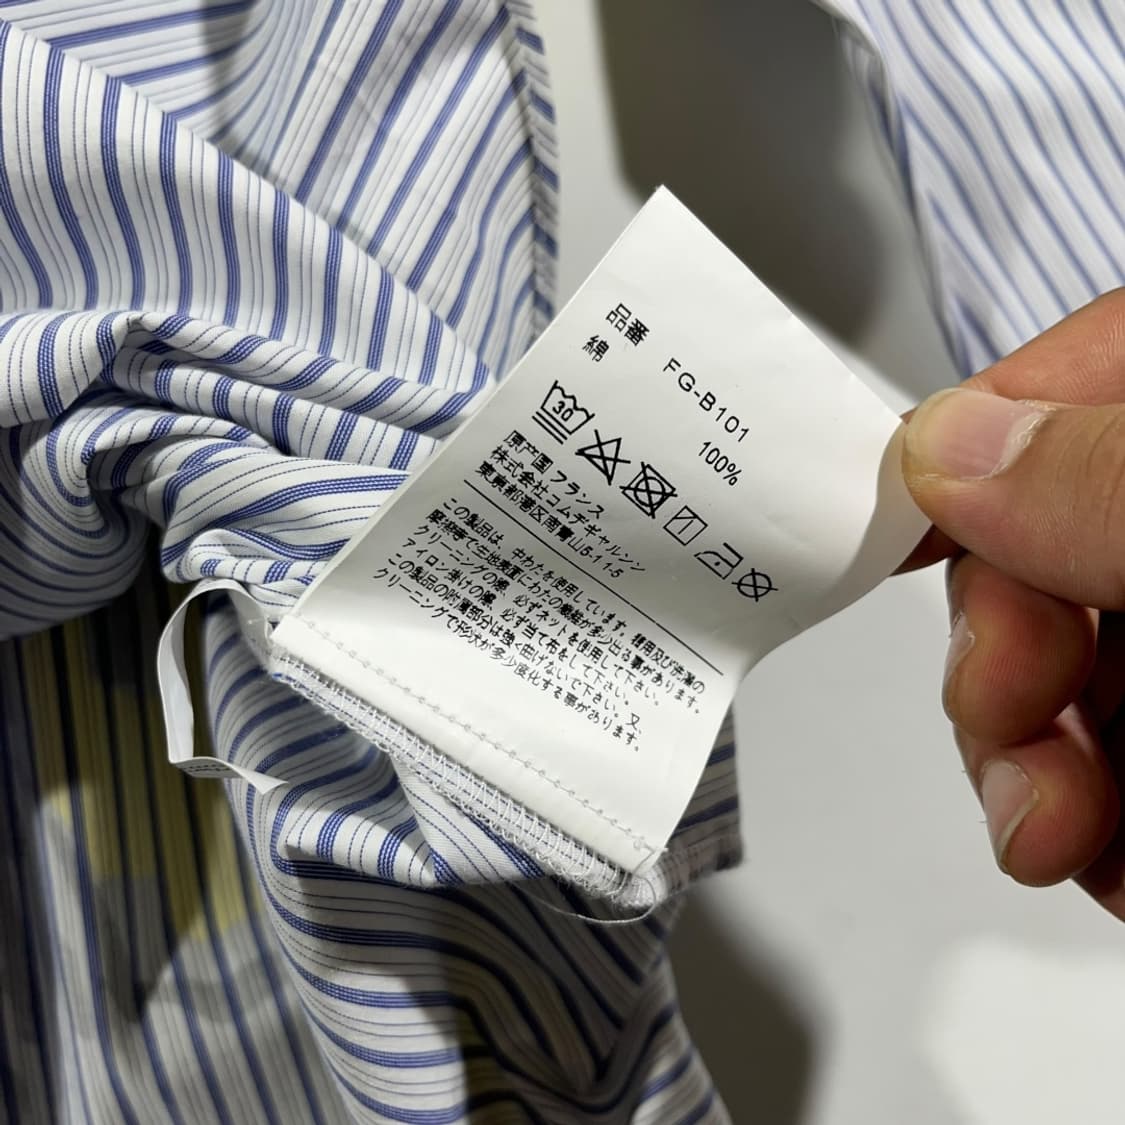 品番 FG-B101
綿 100%
30
原産国 フランス
株式会社コムデギャルソン
東京都港区南青山5-11-5
この製品は、中わたを使用しています。着用及び洗濯の
摩擦等で生地表面にわたの繊維が多少出る事があります。
クリーニングの際、必ずネットを使用して下さい。
アイロン掛けの際、必ず当て布をして下さい。
この製品の附属部分は強く曲げないで下さい。又、
クリーニングで形状が多少変化する事があります。